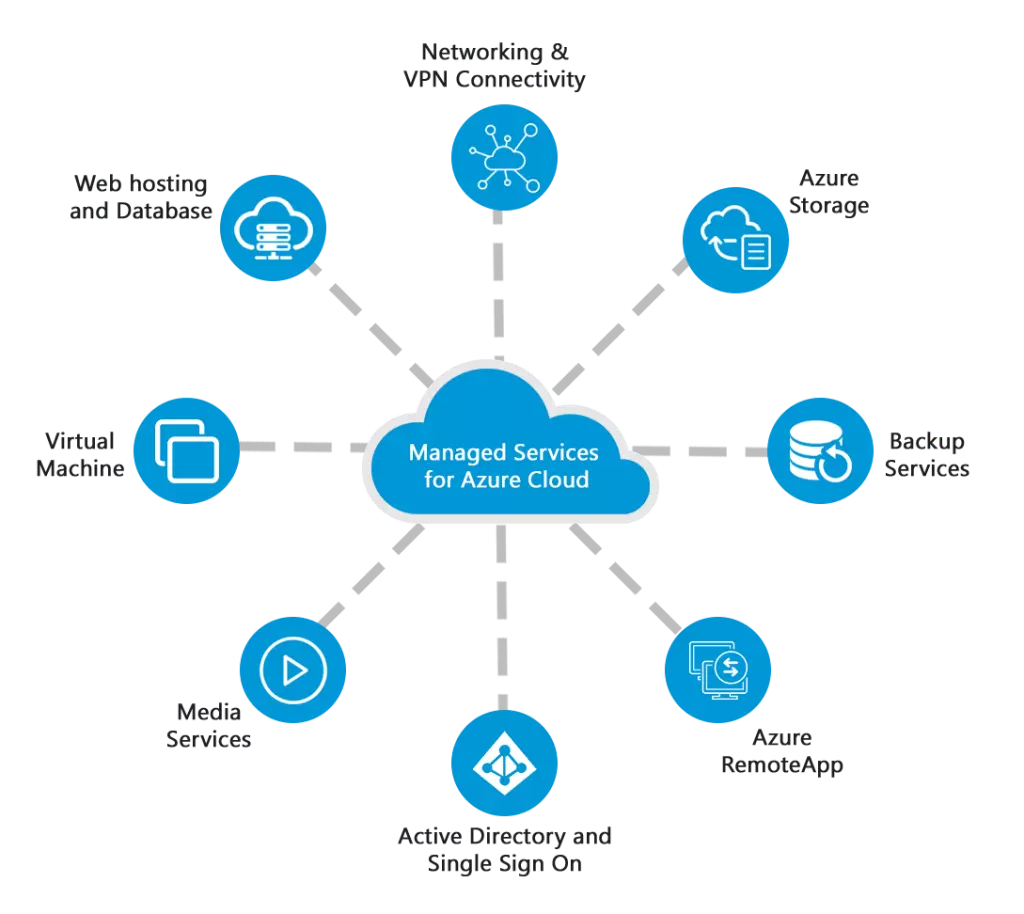 Networking &
VPN Connectivity
Web hosting
and Database
Azure
Storage
Virtual
Machine
Managed Services
for Azure Cloud
Backup
Services
Media
Services
Azure
RemoteApp
Active Directory and
Single Sign On